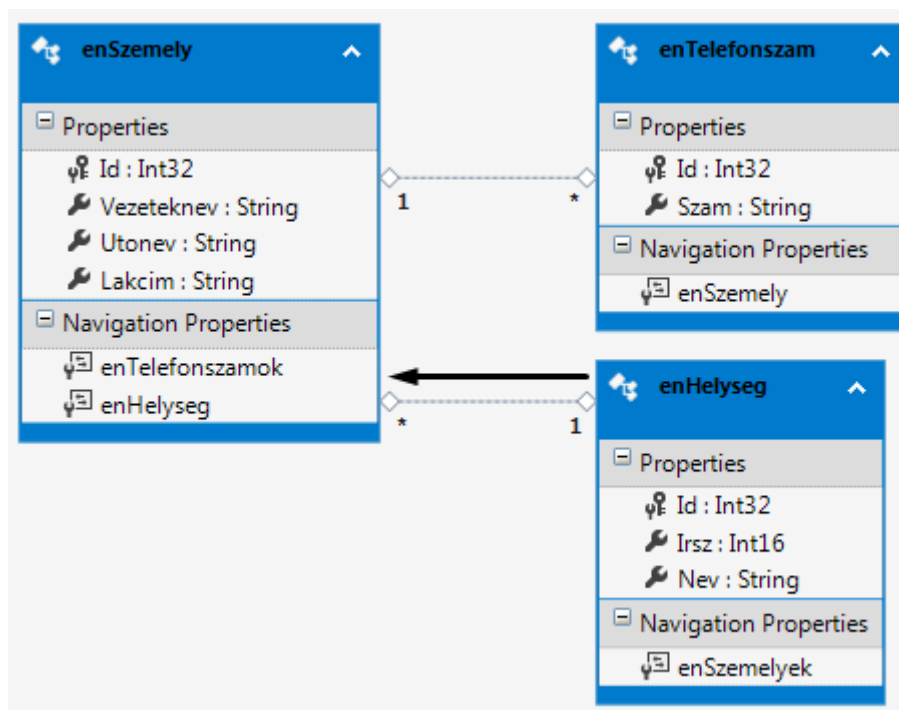 enSzemely
Properties
Id : Int32
Vezeteknev : String
Utonev : String
Lakcim : String
Navigation Properties
enTelefonszamok
enHelyseg
1
*
enTelefonszam
Properties
Id : Int32
Szam : String
Navigation Properties
enSzemely
*
1
enHelyseg
Properties
Id : Int32
Irsz : Int16
Nev : String
Navigation Properties
enSzemelyek